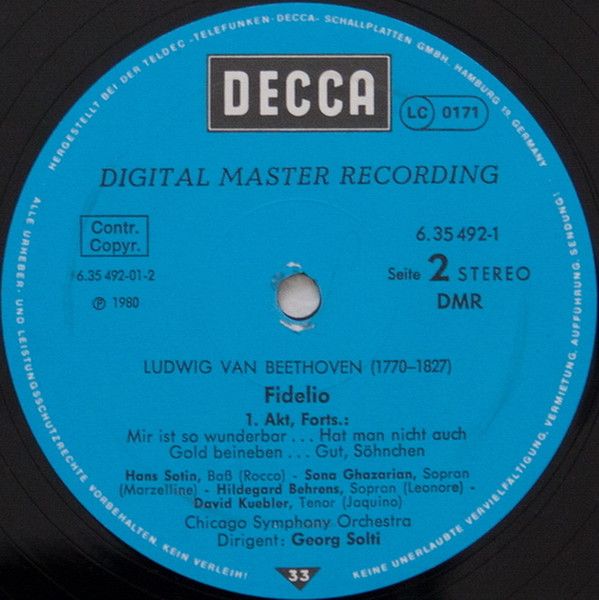 HERGESTELLT BEI DER TELDEC »TELEFUNKEN-DECCA« SCHALLPLATTEN GMBH, HAMBURG 19, GERMANY
DECCA
LC 0171
DIGITAL MASTER RECORDING
Contr.
Copyr.
6.35 492-1
6.35 492-01-2
Seite 2 STEREO
℗ 1980
DMR
LUDWIG VAN BEETHOVEN (1770–1827)
Fidelio
1. Akt, Forts.:
Mir ist so wunderbar . . . Hat man nicht auch
Gold beineben . . . Gut, Söhnchen
Hans Sotin, Baß (Rocco) - Sona Ghazarian, Sopran
(Marzelline) - Hildegard Behrens, Sopran (Leonore) -
David Kuebler, Tenor (Jaquino)
Chicago Symphony Orchestra
Dirigent: Georg Solti
33
ALLE URHEBER- UND LEISTUNGSSCHUTZRECHTE VORBEHALTEN. KEIN VERLEIH!
KEINE UNERLAUBTE VERVIELFÄLTIGUNG, VERMIETUNG, AUFFÜHRUNG, SENDUNG!